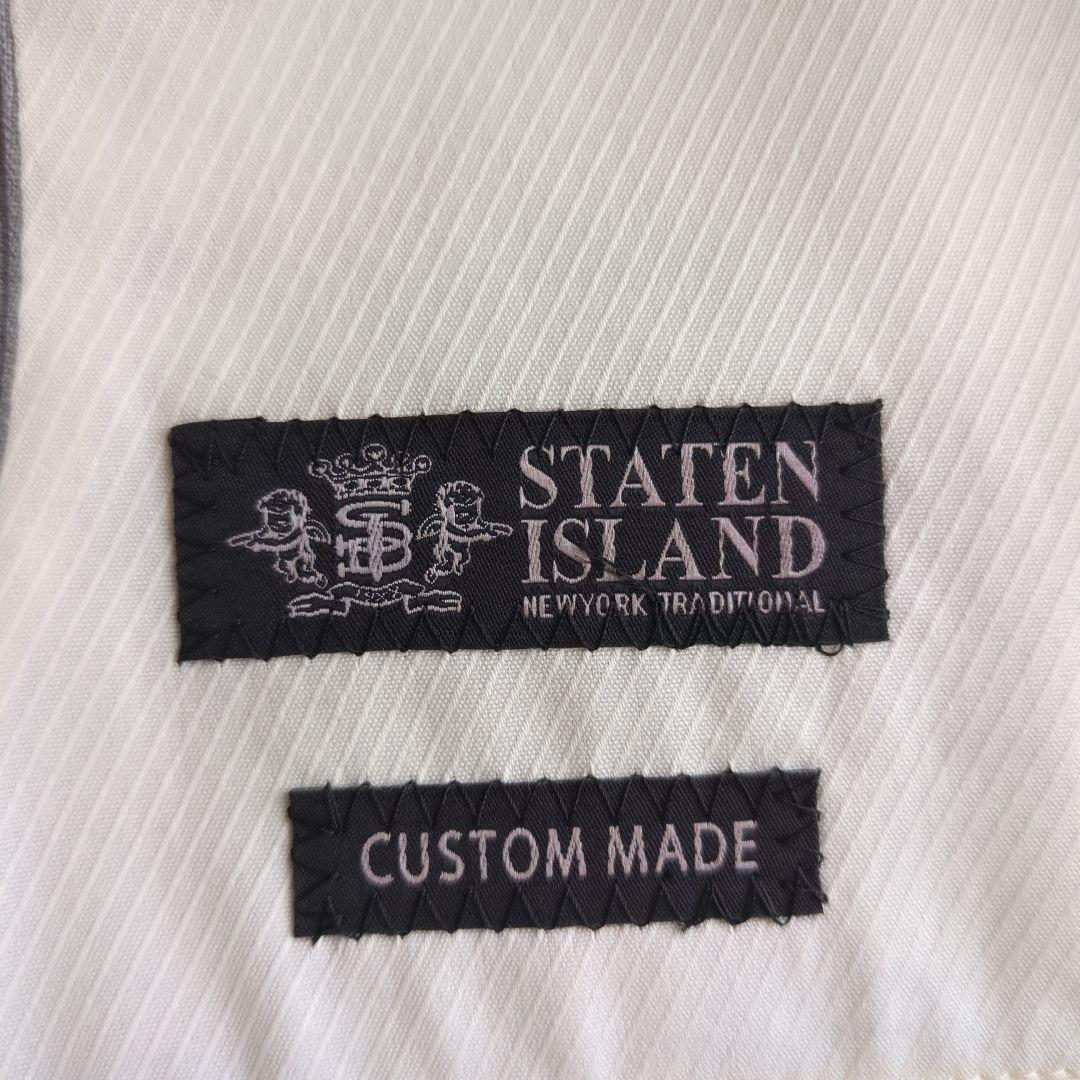 STATEN
ISLAND
NEWYORK TRADITIONAL
CUSTOM MADE